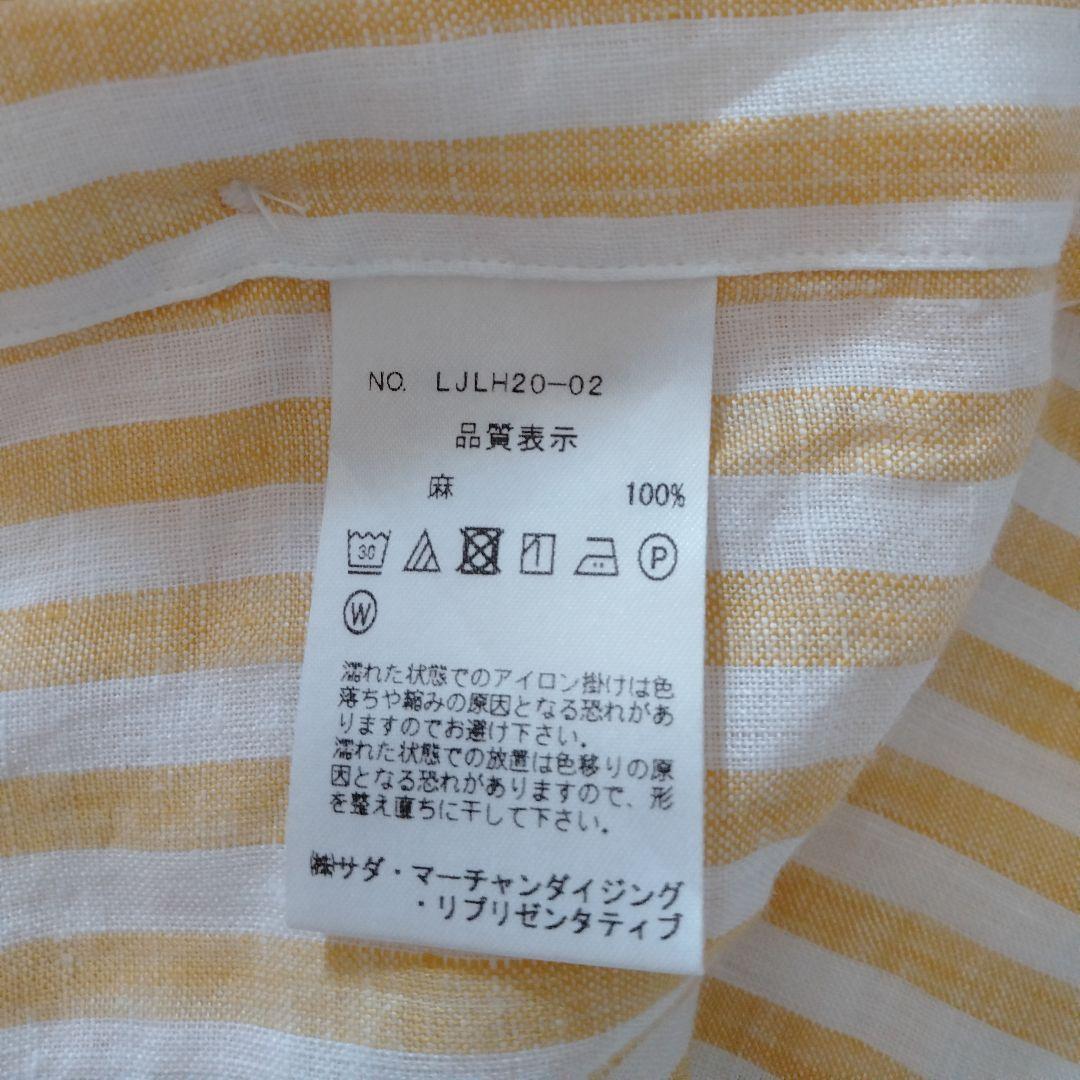 NO. LJLH20-02
品質表示
麻 100%
30
P
W
濡れた状態でのアイロン掛けは色
落ちや縮みの原因となる恐れがあ
りますのでお避け下さい。
濡れた状態での放置は色移りの原
因となる恐れがありますので、形
を整え直ちに干して下さい。
㈱サダ・マーチャンダイジング
・リプリゼンタティブ